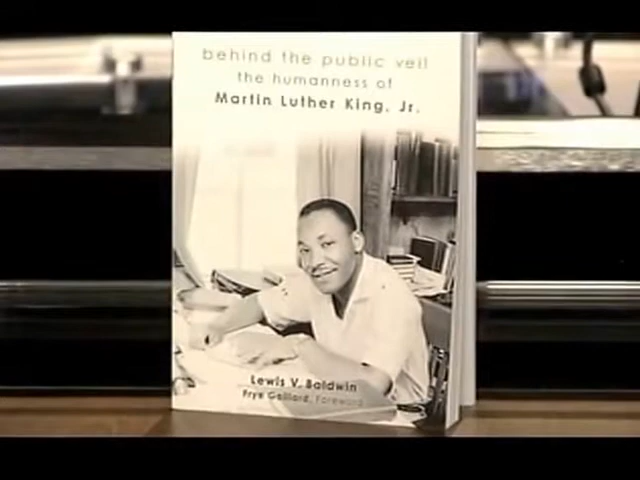 behind the public veil
the humanness of
Martin Luther King, Jr.
Lewis V. Baldwin
Frye Gaillard, Foreword